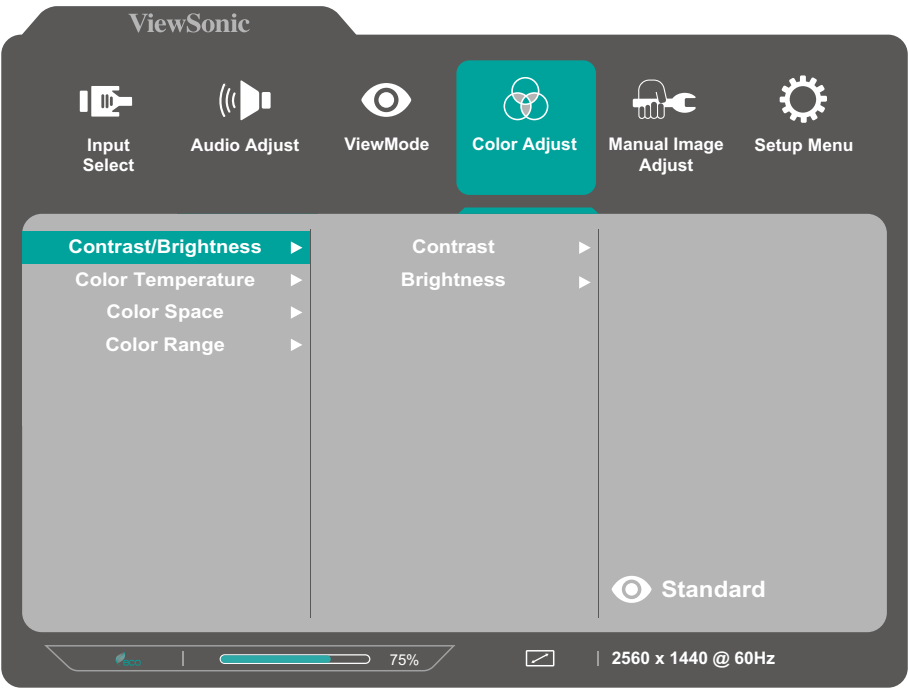 ViewSonic
Input
Select
Audio Adjust
ViewMode
Color Adjust
Manual Image
Adjust
Setup Menu
Contrast/Brightness
Color Temperature
Color Space
Color Range
Contrast
Brightness
Standard
eco
75%
2560 x 1440 @ 60Hz